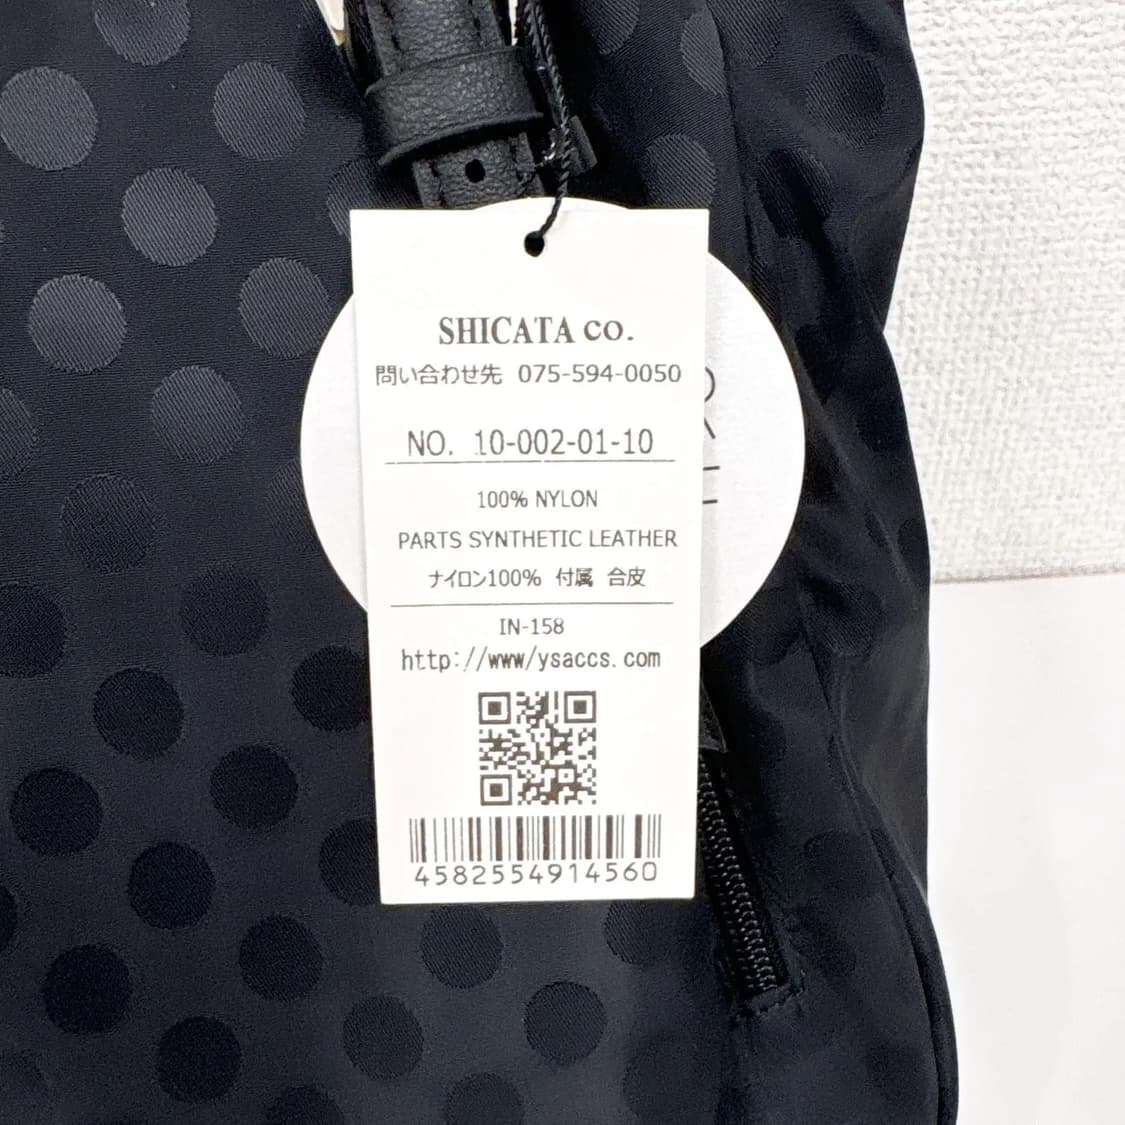 SHICATA CO.
問い合わせ先 075-594-0050
NO. 10-002-01-10
100% NYLON
PARTS SYNTHETIC LEATHER
ナイロン100% 付属 合皮
IN-158
http://www/ysaccs.com
4582554914560